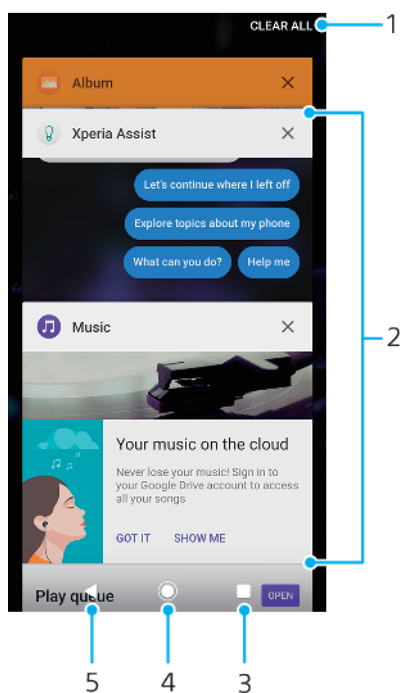 CLEAR ALL
1
Album
Xperia Assist
Let's continue where I left off
Explore topics about my phone
What can you do?
Help me
2
Music
Your music on the cloud
Never lose your music! Sign in to
your Google Drive account to access
all your songs
GOT IT
SHOW ME
Play queue
OPEN
5
4
3